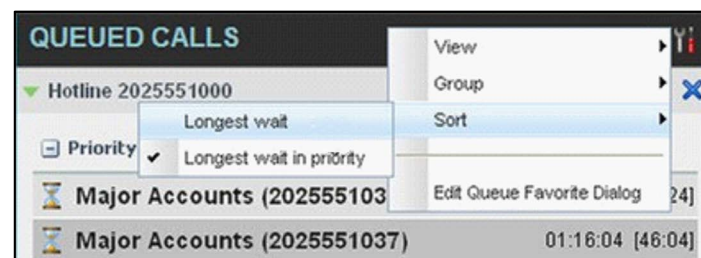 QUEUED CALLS
View
Hotline 2025551000
Group
Longest wait
Sort
Priority
Longest wait in priority
Major Accounts (202555103
Edit Queue Favorite Dialog
24]
Major Accounts (2025551037)
01:16:04 [46:04]